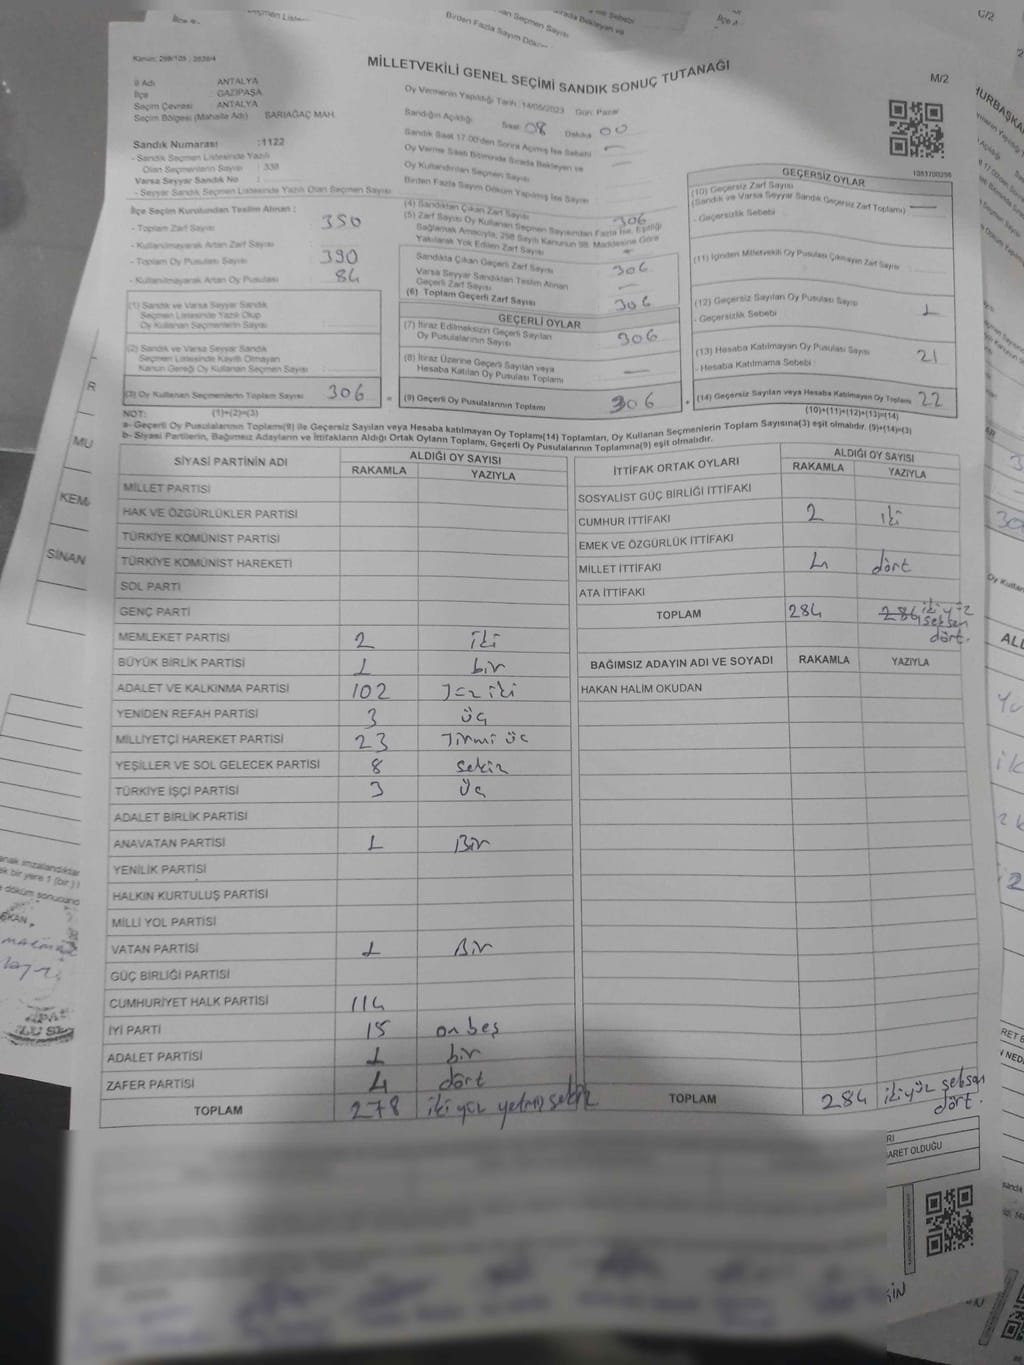 Kanun: 298/105, 2839/4
MİLLETVEKİLİ GENEL SEÇİMİ SANDIK SONUÇ TUTANAĞI
M/2
İl Adı : ANTALYA
İlçe : GAZİPAŞA
Seçim Çevresi : ANTALYA
Seçim Bölgesi (Mahalle Adı) : SARIAĞAÇ MAH.
Oy Vermenin Yapıldığı Tarih : 14/05/2023 Gün: Pazar
Sandığın Açıldığı Saat 08 Dakika 00
Sandık Saat 17.00'den Sonra Açılmış İse Sebebi
Oy Verme Saati Bitiminde Sırada Bekleyen ve
Oy Kullandırılan Seçmen Sayısı
Birden Fazla Sayım Döküm Yapılmış İse Sayısı
Sandık Numarası : 1122
- Sandık Seçmen Listesinde Yazılı
Olan Seçmenlerin Sayısı : 338
Varsa Seyyar Sandık No :
- Seyyar Sandık Seçmen Listesinde Yazılı Olan Seçmen Sayısı
İlçe Seçim Kurulundan Teslim Alınan :
- Toplam Zarf Sayısı 350
- Kullanılmayarak Artan Zarf Sayısı
- Toplam Oy Pusulası Sayısı 390
- Kullanılmayarak Artan Oy Pusulası 84
(1) Sandık ve Varsa Seyyar Sandık
Seçmen Listesinde Yazılı Olup
Oy Kullanan Seçmenlerin Sayısı :
(2) Sandık ve Varsa Seyyar Sandık
Seçmen Listesinde Kayıtlı Olmayan
Kanun Gereği Oy Kullanan Seçmen Sayısı :
(3) Oy Kullanan Seçmenlerin Toplam Sayısı 306
(4) Sandıktan Çıkan Zarf Sayısı 306
(5) Zarf Sayısı Oy Kullanan Seçmen Sayısından Fazla İse, Eşitliği
Sağlamak Amacıyla, 298 Sayılı Kanunun 98. Maddesine Göre
Yakılarak Yok Edilen Zarf Sayısı
Sandıkta Çıkan Geçerli Zarf Sayısı 306
Varsa Seyyar Sandıktan Teslim Alınan
Geçerli Zarf Sayısı
(6) Toplam Geçerli Zarf Sayısı 306
GEÇERLİ OYLAR
(7) İtiraz Edilmeksizin Geçerli Sayılan
Oy Pusulalarının Sayısı 306
(8) İtiraz Üzerine Geçerli Sayılan veya
Hesaba Katılan Oy Pusulası Toplamı
(9) Geçerli Oy Pusulalarının Toplamı 306
GEÇERSİZ OYLAR
(10) Geçersiz Zarf Sayısı
(Sandık ve Varsa Seyyar Sandık Geçersiz Zarf Toplamı)
- Geçersizlik Sebebi
(11) İçinden Milletvekili Oy Pusulası Çıkmayan Zarf Sayısı
(12) Geçersiz Sayılan Oy Pusulası Sayısı 1
- Geçersizlik Sebebi
(13) Hesaba Katılmayan Oy Pusulası Sayısı 21
- Hesaba Katılmama Sebebi
(14) Geçersiz Sayılan veya Hesaba Katılmayan Oy Toplamı 22
(10)+(11)+(12)+(13)=(14)
NOT: (1)+(2)=(3)
a- Geçerli Oy Pusulalarının Toplamı(9) ile Geçersiz Sayılan veya Hesaba katılmayan Oy Toplamı(14) Toplamları, Oy Kullanan Seçmenlerin Toplam Sayısına(3) eşit olmalıdır. (9)+(14)=(3)
b- Siyasi Partilerin, Bağımsız Adayların ve İttifakların Aldığı Ortak Oyların Toplamı, Geçerli Oy Pusulalarının Toplamına(9) eşit olmalıdır.
SİYASİ PARTİNİN ADI ALDIĞI OY SAYISI
RAKAMLA YAZIYLA
MİLLET PARTİSİ
HAK VE ÖZGÜRLÜKLER PARTİSİ
TÜRKİYE KOMÜNİST PARTİSİ
TÜRKİYE KOMÜNİST HAREKETİ
SOL PARTİ
GENÇ PARTİ
MEMLEKET PARTİSİ 2 iki
BÜYÜK BİRLİK PARTİSİ 1 bir
ADALET VE KALKINMA PARTİSİ 102 Yüz iki
YENİDEN REFAH PARTİSİ 3 üç
MİLLİYETÇİ HAREKET PARTİSİ 23 Yirmi üç
YEŞİLLER VE SOL GELECEK PARTİSİ 8 sekiz
TÜRKİYE İŞÇİ PARTİSİ 3 Üç
ADALET BİRLİK PARTİSİ
ANAVATAN PARTİSİ 1 Bir
YENİLİK PARTİSİ
HALKIN KURTULUŞ PARTİSİ
MİLLİ YOL PARTİSİ
VATAN PARTİSİ 1 Bir
GÜÇ BİRLİĞİ PARTİSİ
CUMHURİYET HALK PARTİSİ 114
İYİ PARTİ 15 on beş
ADALET PARTİSİ 1 bir
ZAFER PARTİSİ 4 dört
TOPLAM 278 iki yüz yetmiş sekiz
İTTİFAK ORTAK OYLARI ALDIĞI OY SAYISI
RAKAMLA YAZIYLA
SOSYALİST GÜÇ BİRLİĞİ İTTİFAKI
CUMHUR İTTİFAKI 2 iki
EMEK VE ÖZGÜRLÜK İTTİFAKI
MİLLET İTTİFAKI 4 dört
ATA İTTİFAKI
TOPLAM 284 284 iki yüz
seksen
dört.
BAĞIMSIZ ADAYIN ADI VE SOYADI RAKAMLA YAZIYLA
HAKAN HALİM OKUDAN
TOPLAM 284 iki yüz seksen
dört.